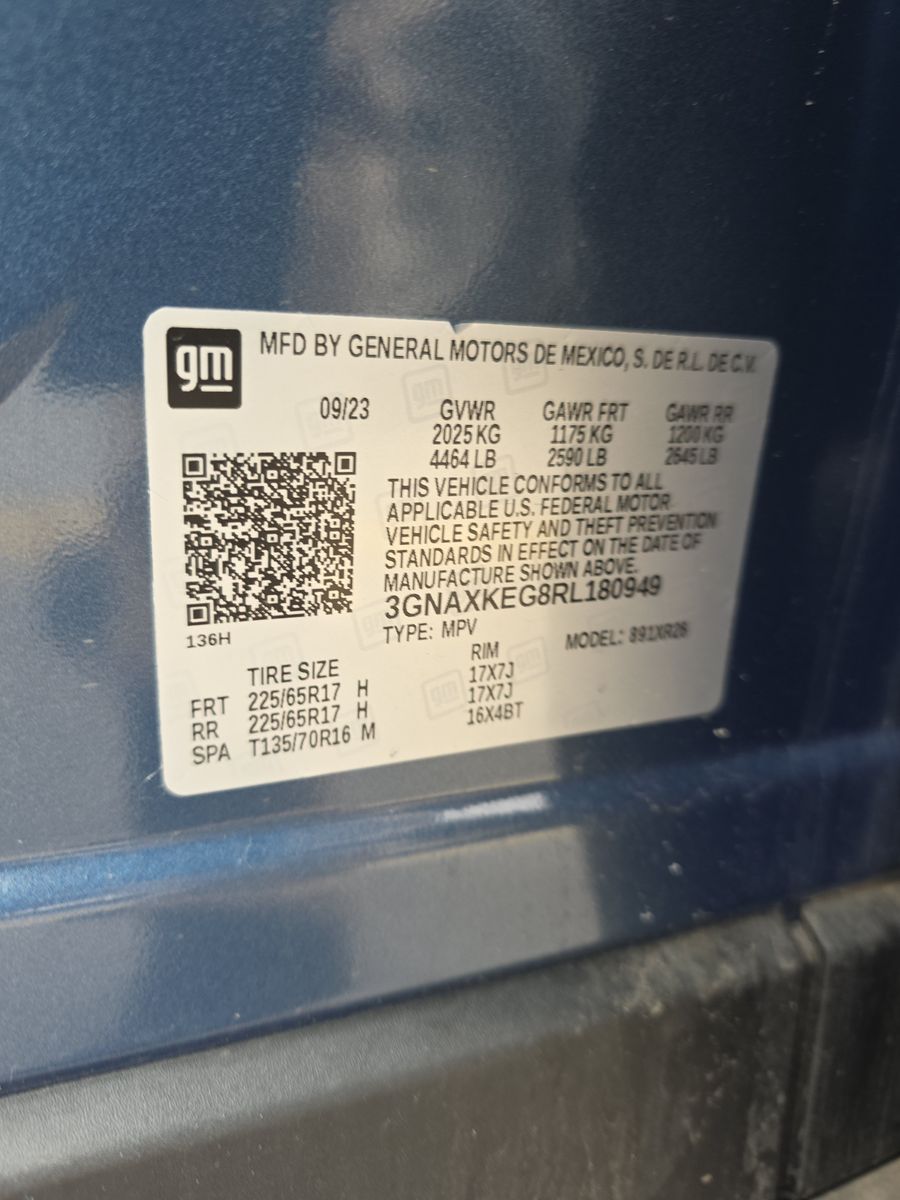 gm
MFD BY GENERAL MOTORS DE MEXICO, S. DE R.L. DE C.V.
09/23 GVWR GAWR FRT GAWR RR
2025 KG 1175 KG 1200 KG
4464 LB 2590 LB 2645 LB
THIS VEHICLE CONFORMS TO ALL
APPLICABLE U.S. FEDERAL MOTOR
VEHICLE SAFETY AND THEFT PREVENTION
STANDARDS IN EFFECT ON THE DATE OF
MANUFACTURE SHOWN ABOVE.
3GNAXKEG8RL180949
136H
TYPE: MPV MODEL: 891XR26
TIRE SIZE RIM
FRT 225/65R17 H 17X7J
RR 225/65R17 H 17X7J
SPA T135/70R16 M 16X4BT